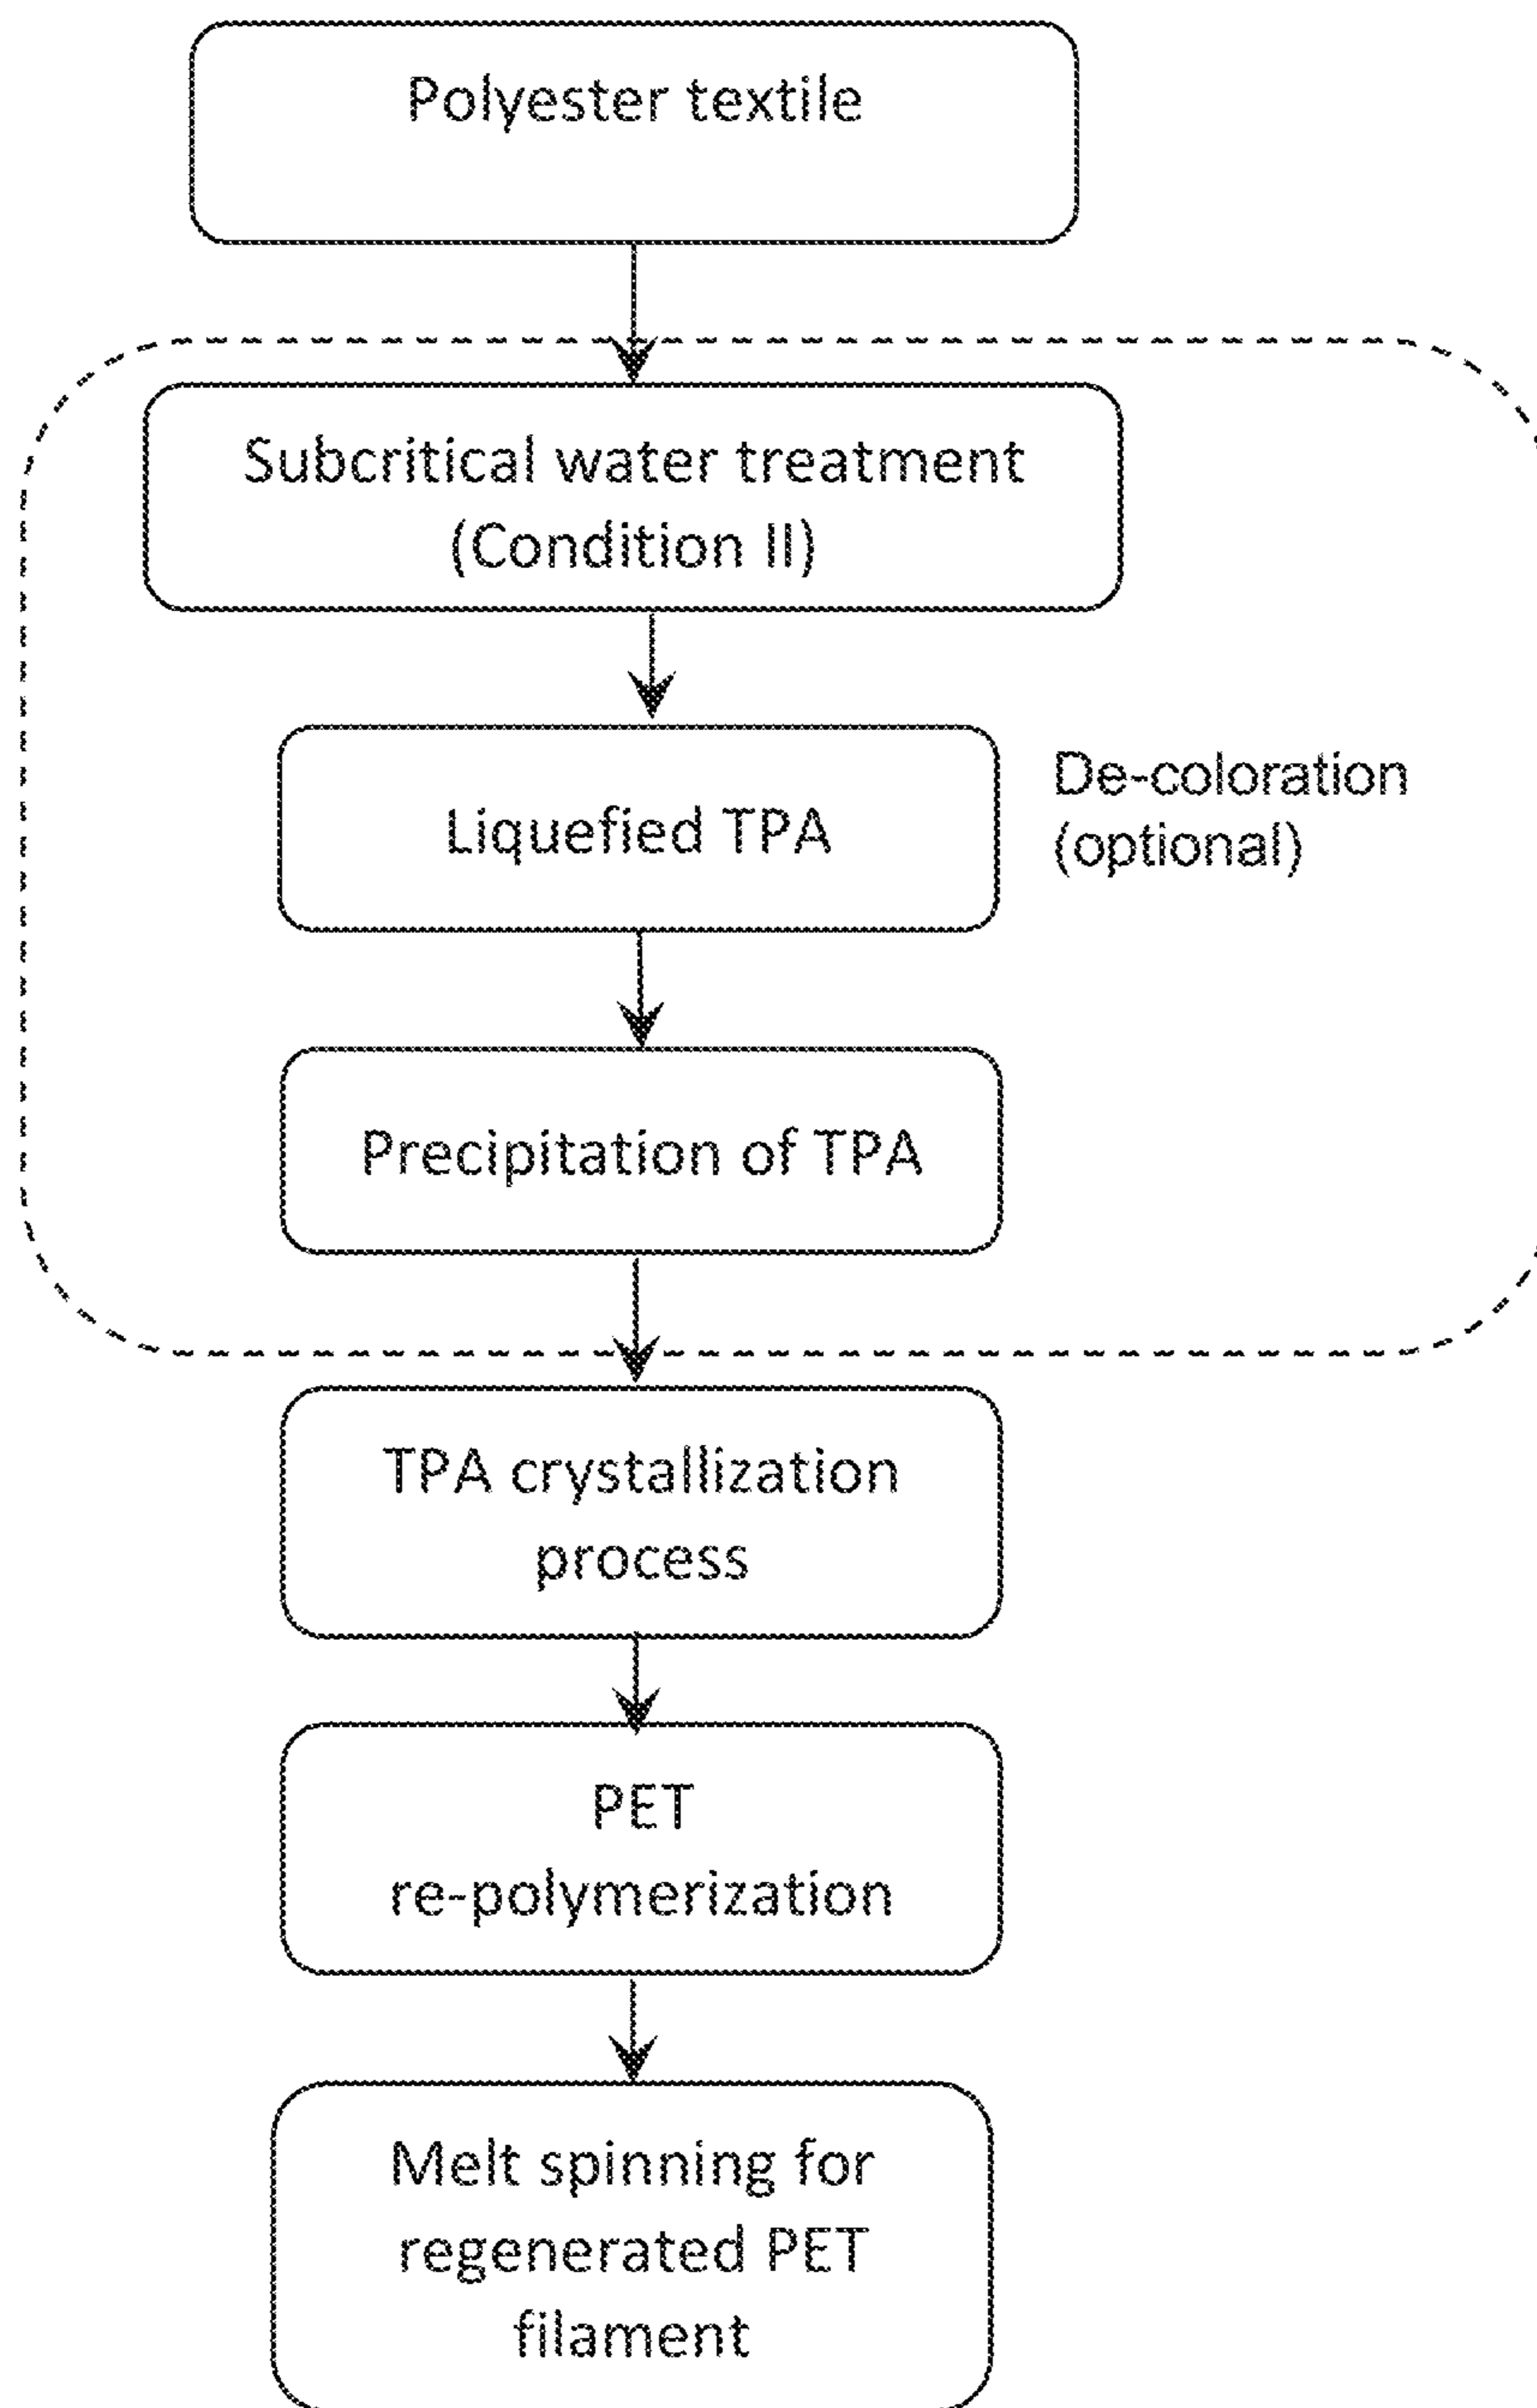 Polyester textile
Subcritical water treatment
(Condition II)
Liquefied TPA
De-coloration
(optional)
Precipitation of TPA
TPA crystallization
process
PET
re-polymerization
Melt spinning for
regenerated PET
filament